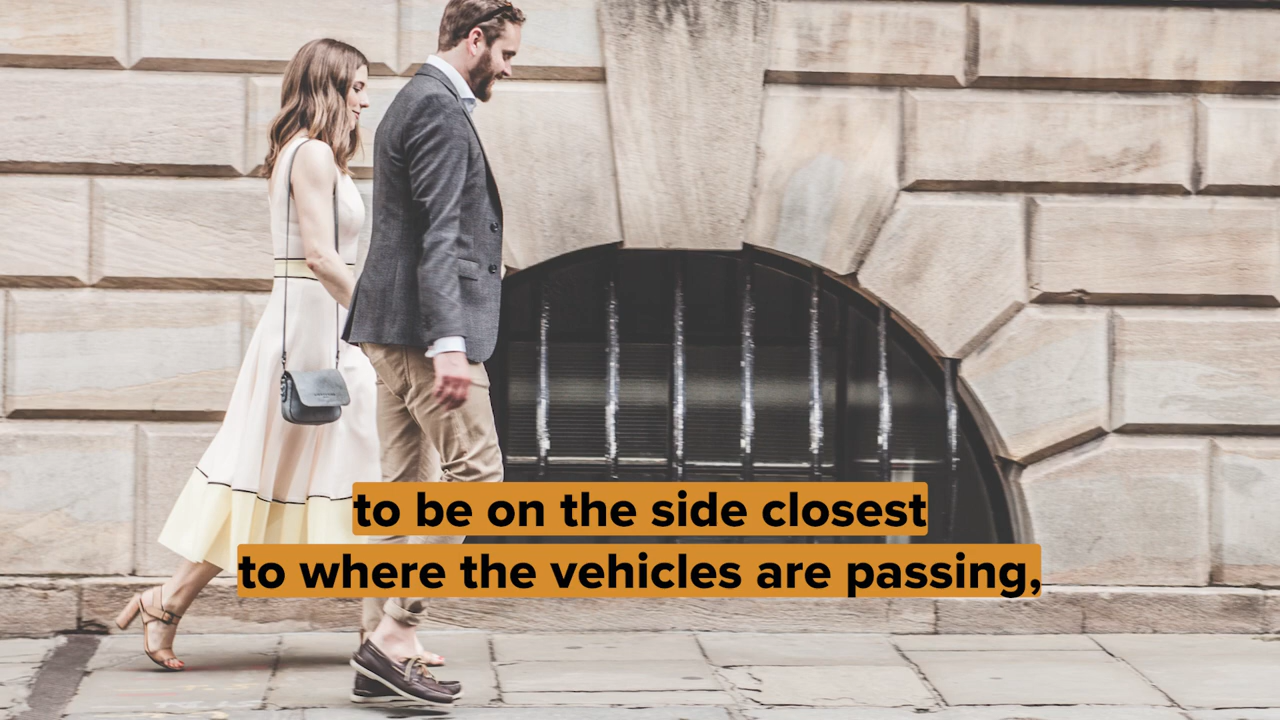 to be on the side closest
to where the vehicles are passing,